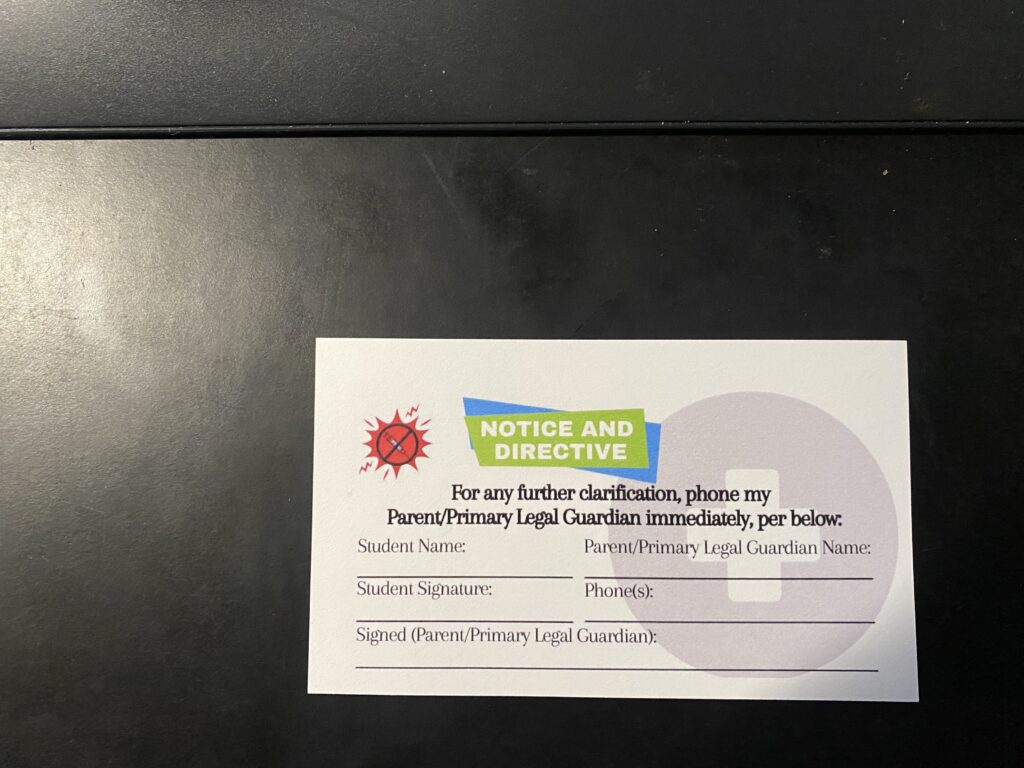 NOTICE AND
DIRECTIVE
For any further clarification, phone my
Parent/Primary Legal Guardian immediately, per below:
Student Name: Parent/Primary Legal Guardian Name:
Student Signature: Phone(s):
Signed (Parent/Primary Legal Guardian):